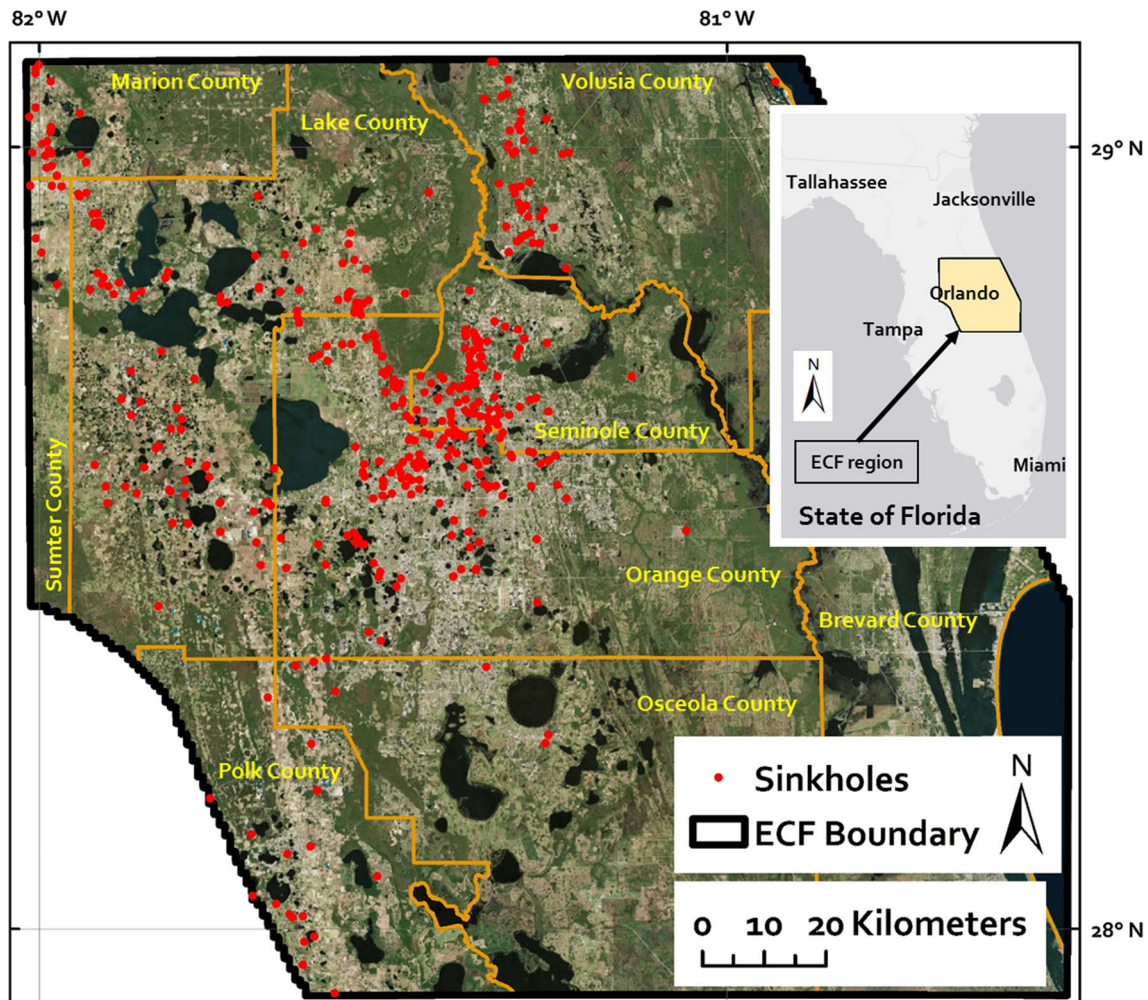 82° W
81° W
Marion County
Volusia County
Lake County
29° N
Tallahassee
Jacksonville
Orlando
Tampa
N
ECF region
Miami
State of Florida
Seminole County
Sumter County
Orange County
Brevard County
Osceola County
Polk County
Sinkholes
N
ECF Boundary
0 10 20 Kilometers
28° N